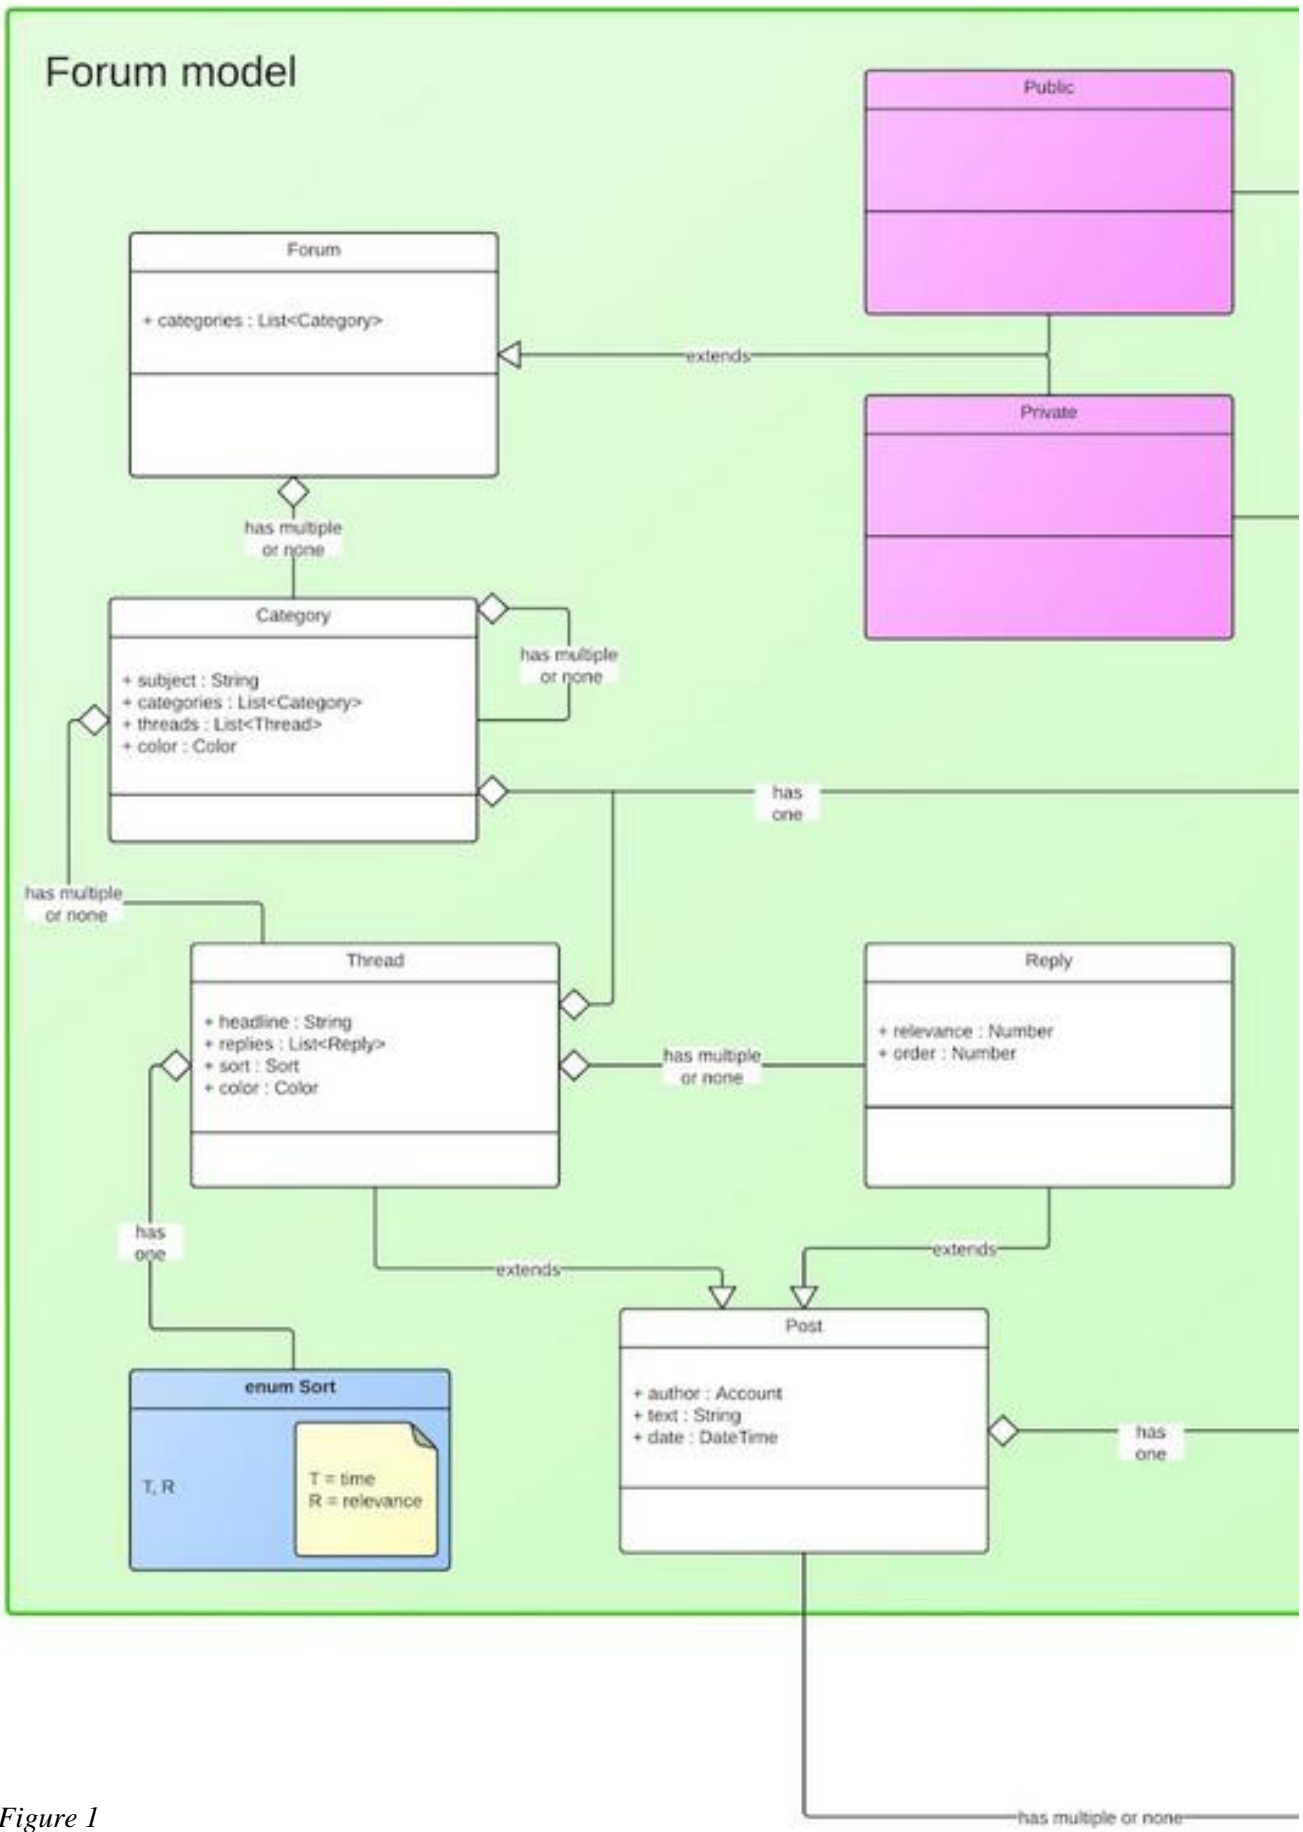 Forum model
Public
Forum
+ categories : List<Category>
extends
Private
has multiple
or none
Category
+ subject : String
+ categories : List<Category>
+ threads : List<Thread>
+ color : Color
has multiple
or none
has
one
has multiple
or none
Thread
+ headline : String
+ replies : List<Reply>
+ sort : Sort
+ color : Color
has multiple
or none
Reply
+ relevance : Number
+ order : Number
has
one
extends
extends
Post
+ author : Account
+ text : String
+ date : DateTime
has
one
enum Sort
T, R
T = time
R = relevance
has multiple or none
Figure 1